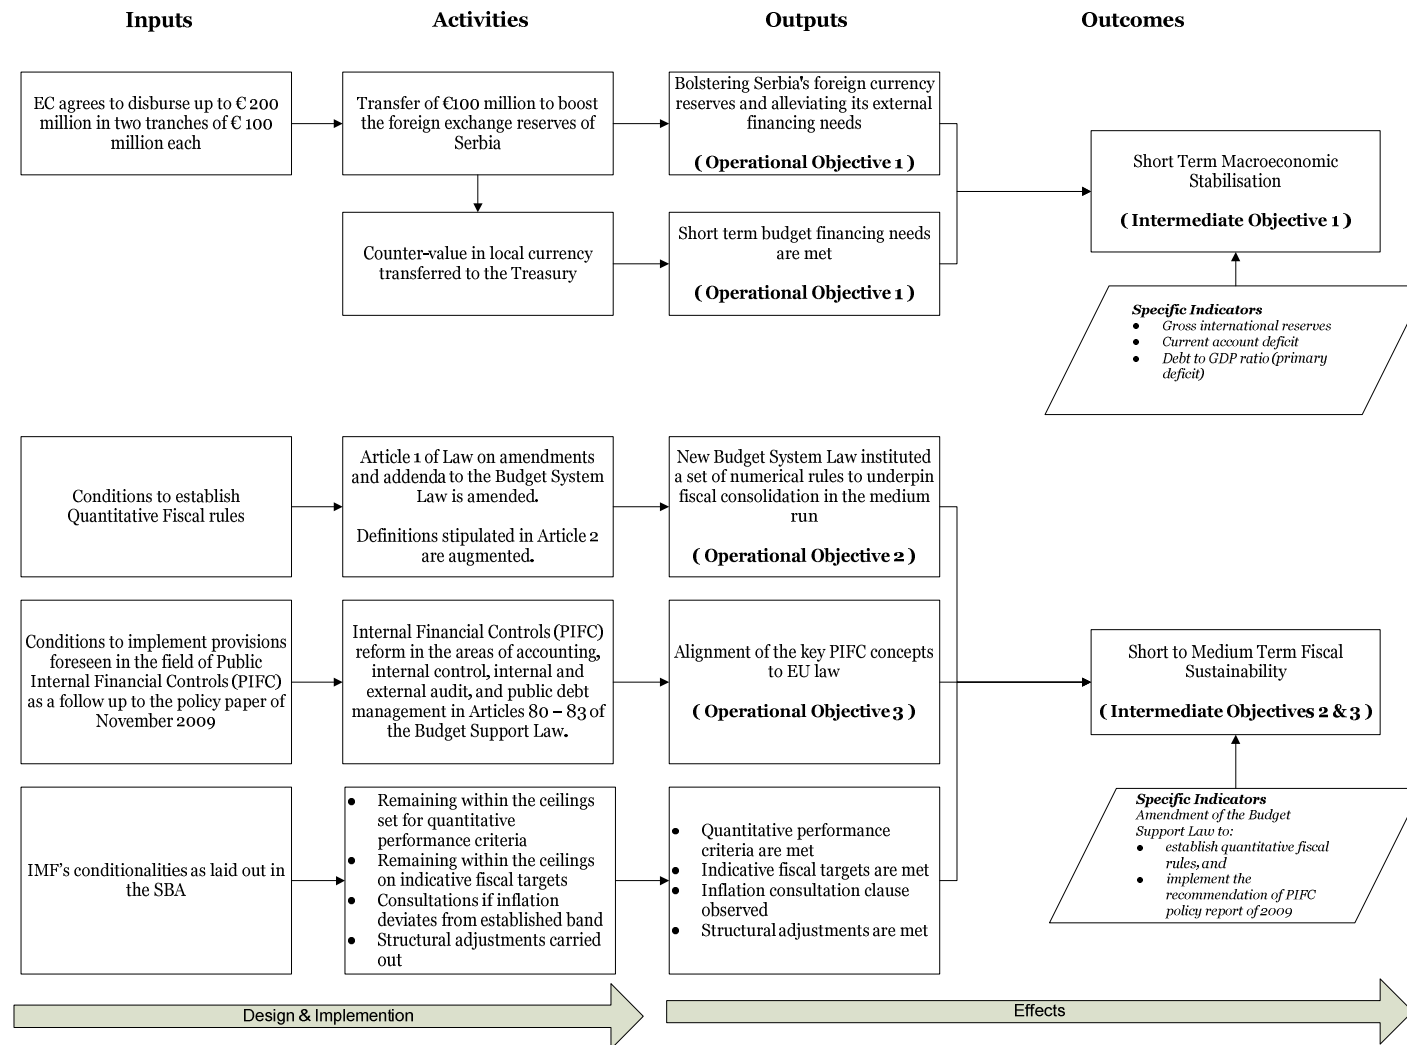 Inputs
Activities
Outputs
Outcomes
EC agrees to disburse up to € 200
million in two tranches of € 100
million each
Transfer of €100 million to boost
the foreign exchange reserves of
Serbia
Bolstering Serbia's foreign currency
reserves and alleviating its external
financing needs
( Operational Objective 1 )
Counter-value in local currency
transferred to the Treasury
Short term budget financing needs
are met
( Operational Objective 1 )
Short Term Macroeconomic
Stabilisation
( Intermediate Objective 1 )
Specific Indicators
● Gross international reserves
● Current account deficit
● Debt to GDP ratio (primary
deficit)
Conditions to establish
Quantitative Fiscal rules
Article 1 of Law on amendments
and addenda to the Budget System
Law is amended.
Definitions stipulated in Article 2
are augmented.
New Budget System Law instituted
a set of numerical rules to underpin
fiscal consolidation in the medium
run
( Operational Objective 2 )
Conditions to implement provisions
foreseen in the field of Public
Internal Financial Controls (PIFC)
as a follow up to the policy paper of
November 2009
Internal Financial Controls (PIFC)
reform in the areas of accounting,
internal control, internal and
external audit, and public debt
management in Articles 80 – 83 of
the Budget Support Law.
Alignment of the key PIFC concepts
to EU law
( Operational Objective 3 )
Short to Medium Term Fiscal
Sustainability
( Intermediate Objectives 2 & 3 )
IMF's conditionalities as laid out in
the SBA
● Remaining within the ceilings
set for quantitative
performance criteria
● Remaining within the ceilings
on indicative fiscal targets
● Consultations if inflation
deviates from established band
● Structural adjustments carried
out
● Quantitative performance
criteria are met
● Indicative fiscal targets are met
● Inflation consultation clause
observed
● Structural adjustments are met
Specific Indicators
Amendment of the Budget
Support Law to:
● establish quantitative fiscal
rules, and
● implement the
recommendation of PIFC
policy report of 2009
Design & Implemention
Effects